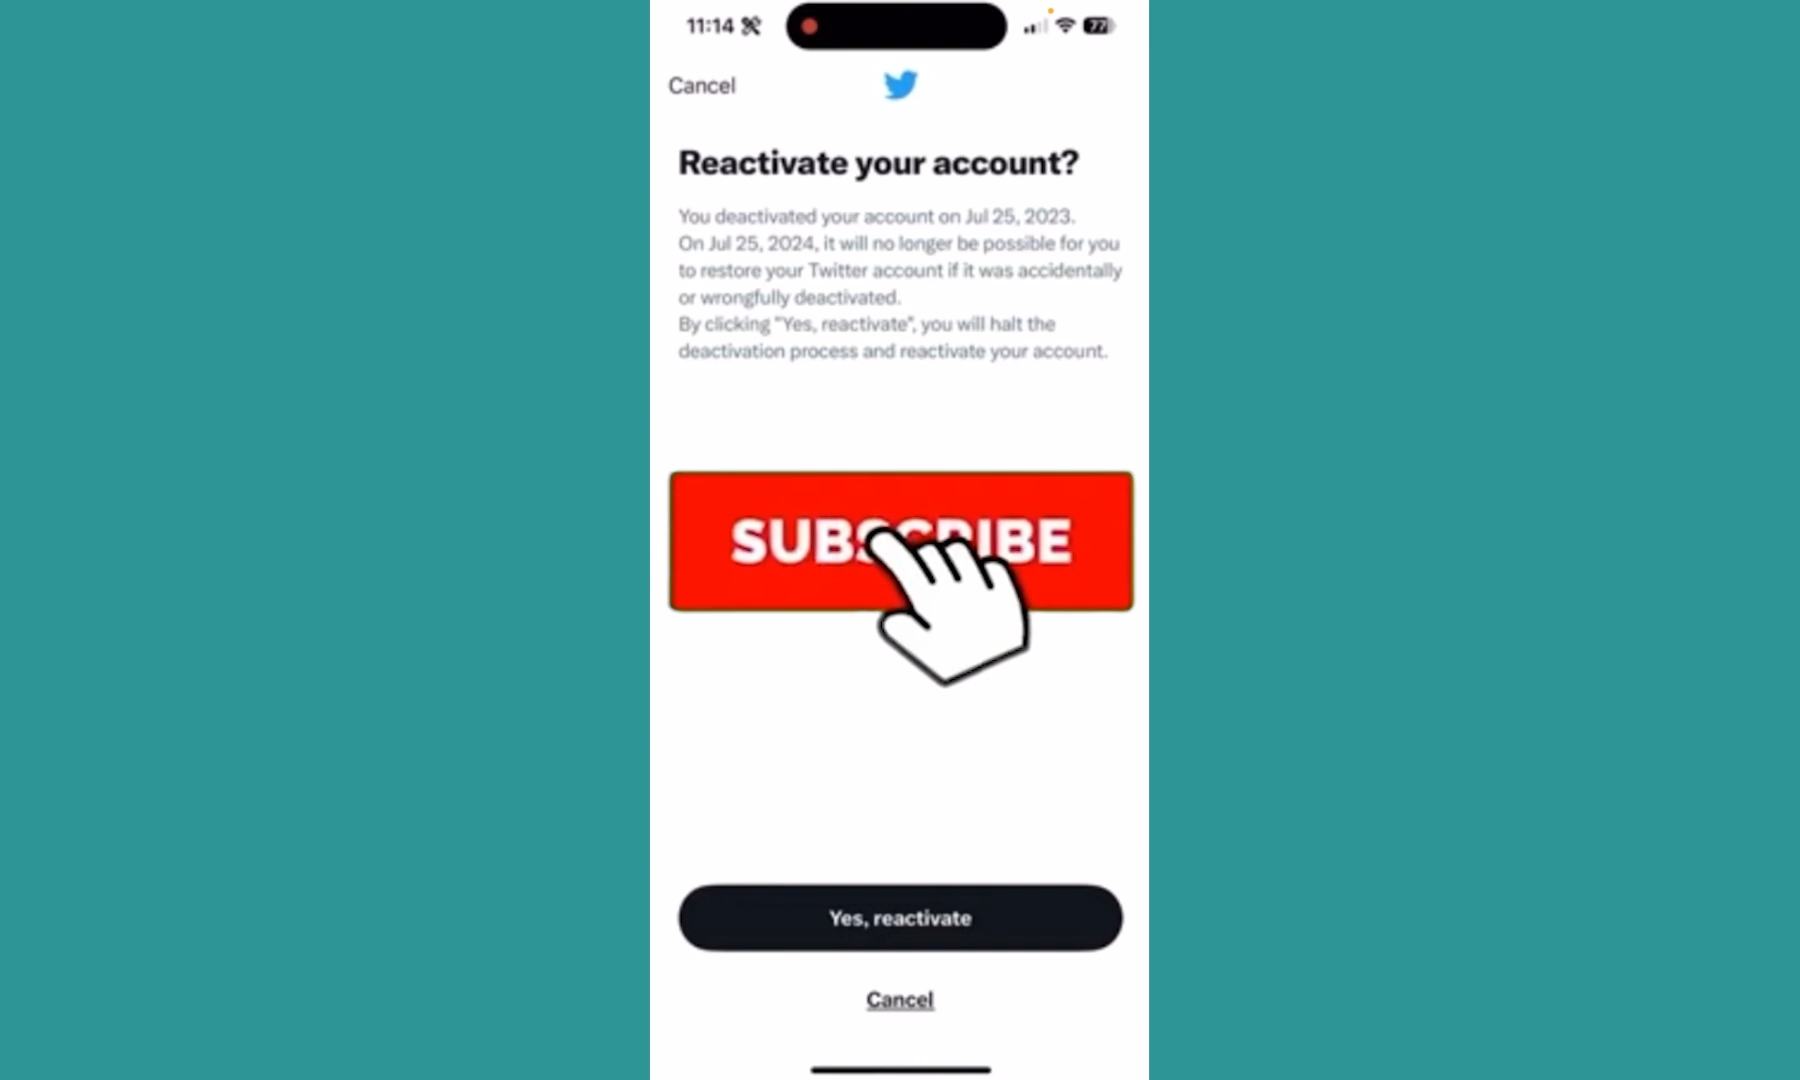 11:14
77
Cancel
Reactivate your account?
You deactivated your account on Jul 25, 2023.
On Jul 25, 2024, it will no longer be possible for you
to restore your Twitter account if it was accidentally
or wrongfully deactivated.
By clicking "Yes, reactivate", you will halt the
deactivation process and reactivate your account.
SUBSCRIBE
Yes, reactivate
Cancel